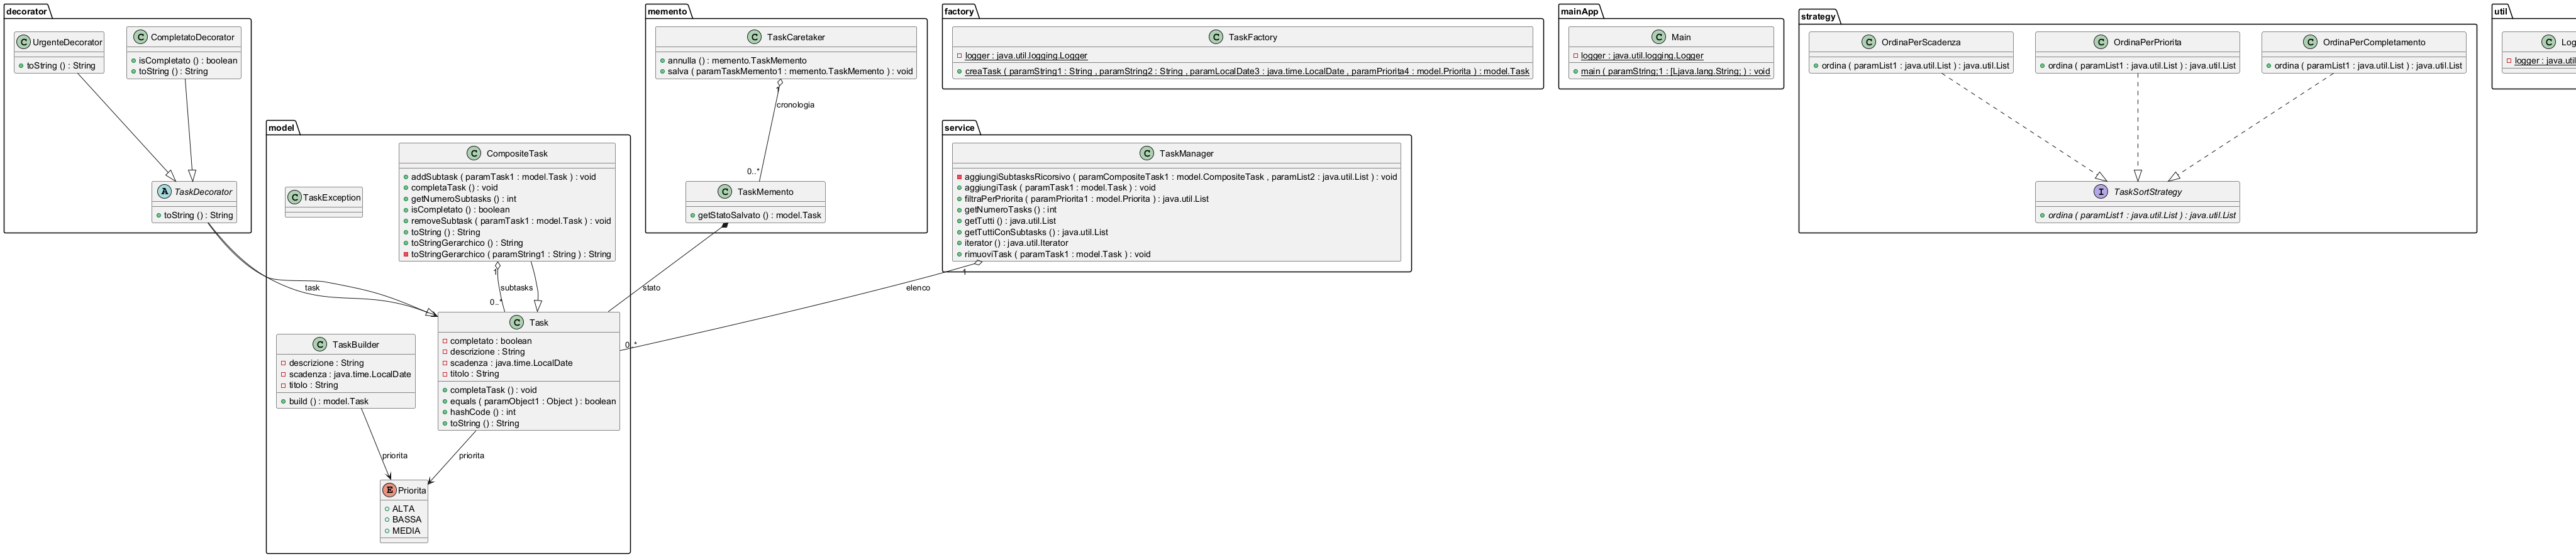 decorator
UrgenteDecorator
toString () : String
CompletatoDecorator
isCompletato () : boolean
toString () : String
TaskDecorator
toString () : String
task
model
TaskException
CompositeTask
addSubtask ( paramTask1 : model.Task ) : void
completaTask () : void
getNumeroSubtasks () : int
isCompletato () : boolean
removeSubtask ( paramTask1 : model.Task ) : void
toString () : String
toStringGerarchico () : String
toStringGerarchico ( paramString1 : String ) : String
1
subtasks
0..*
TaskBuilder
descrizione : String
scadenza : java.time.LocalDate
titolo : String
build () : model.Task
Task
completato : boolean
descrizione : String
scadenza : java.time.LocalDate
titolo : String
completaTask () : void
equals ( paramObject1 : Object ) : boolean
hashCode () : int
toString () : String
priorita
priorita
Priorita
ALTA
BASSA
MEDIA
memento
TaskCaretaker
annulla () : memento.TaskMemento
salva ( paramTaskMemento1 : memento.TaskMemento ) : void
1
cronologia
0..*
TaskMemento
getStatoSalvato () : model.Task
stato
factory
TaskFactory
logger : java.util.logging.Logger
creaTask ( paramString1 : String , paramString2 : String , paramLocalDate3 : java.time.LocalDate , paramPriorita4 : model.Priorita ) : model.Task
service
TaskManager
aggiungiSubtasksRicorsivo ( paramCompositeTask1 : model.CompositeTask , paramList2 : java.util.List ) : void
aggiungiTask ( paramTask1 : model.Task ) : void
filtraPerPriorita ( paramPriorita1 : model.Priorita ) : java.util.List
getNumeroTasks () : int
getTutti () : java.util.List
getTuttiConSubtasks () : java.util.List
iterator () : java.util.Iterator
rimuoviTask ( paramTask1 : model.Task ) : void
1
elenco
0..*
mainApp
Main
logger : java.util.logging.Logger
main ( paramString;1 : [Ljava.lang.String; ) : void
strategy
OrdinaPerScadenza
ordina ( paramList1 : java.util.List ) : java.util.List
OrdinaPerPriorita
ordina ( paramList1 : java.util.List ) : java.util.List
OrdinaPerCompletamento
ordina ( paramList1 : java.util.List ) : java.util.List
TaskSortStrategy
ordina ( paramList1 : java.util.List ) : java.util.List
util
Log
logger : java.util